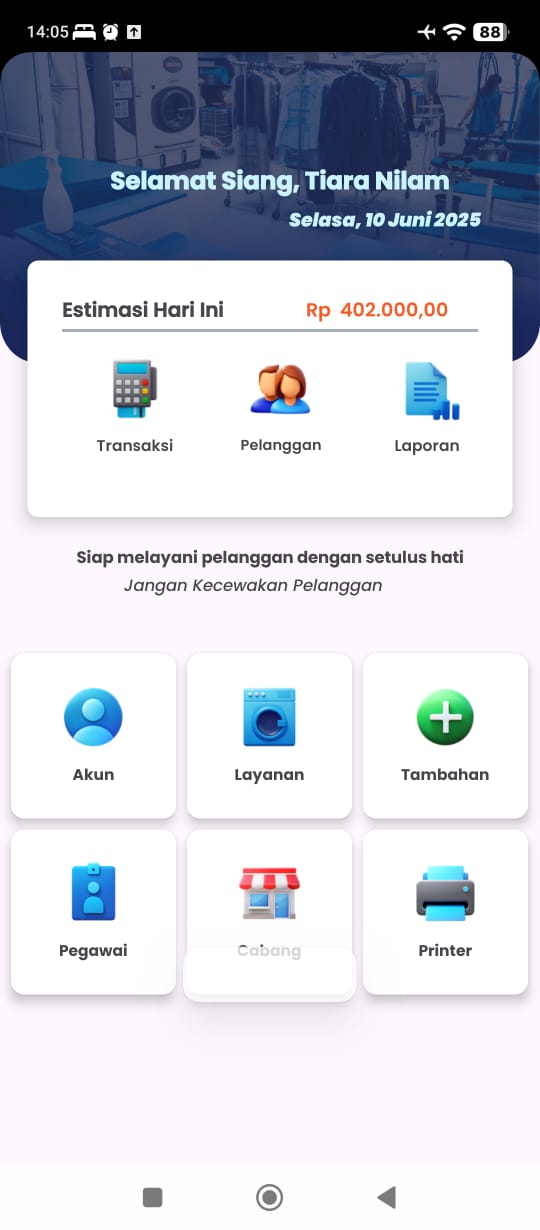 14:05
88
Selamat Siang, Tiara Nilam
Selasa, 10 Juni 2025
Estimasi Hari Ini Rp 402.000,00
Transaksi Pelanggan Laporan
Siap melayani pelanggan dengan setulus hati
Jangan Kecewakan Pelanggan
Akun Layanan Tambahan
Pegawai Cabang Printer